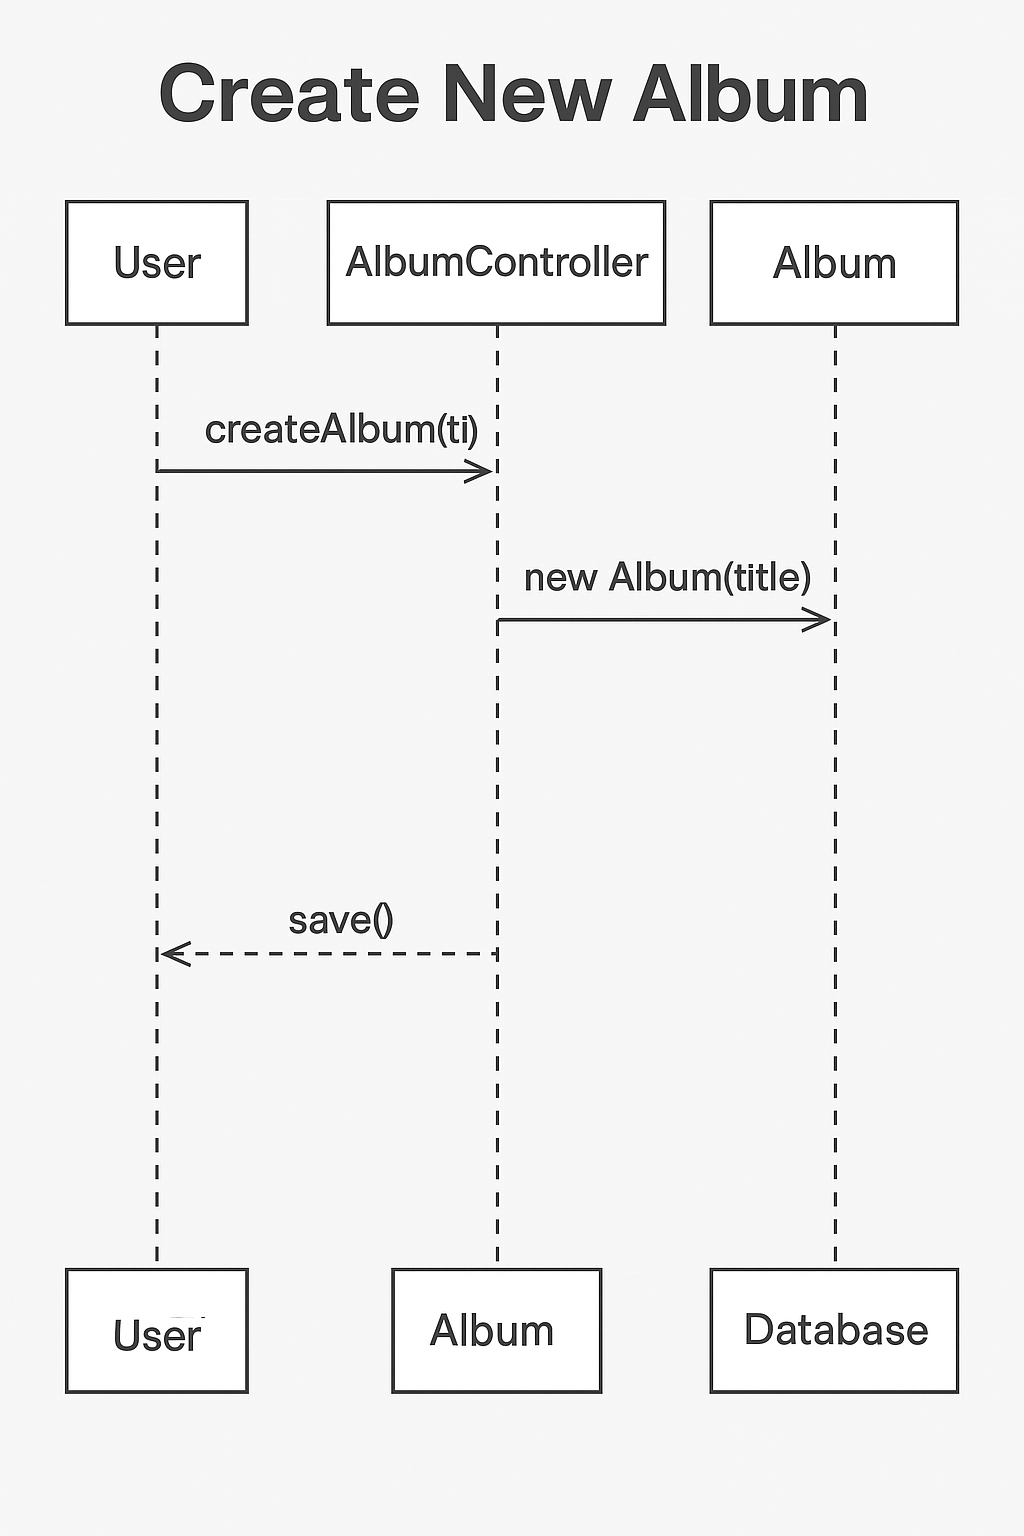 Create New Album
User
AlbumController
Album
createAlbum(ti)
new Album(title)
save()
User
Album
Database